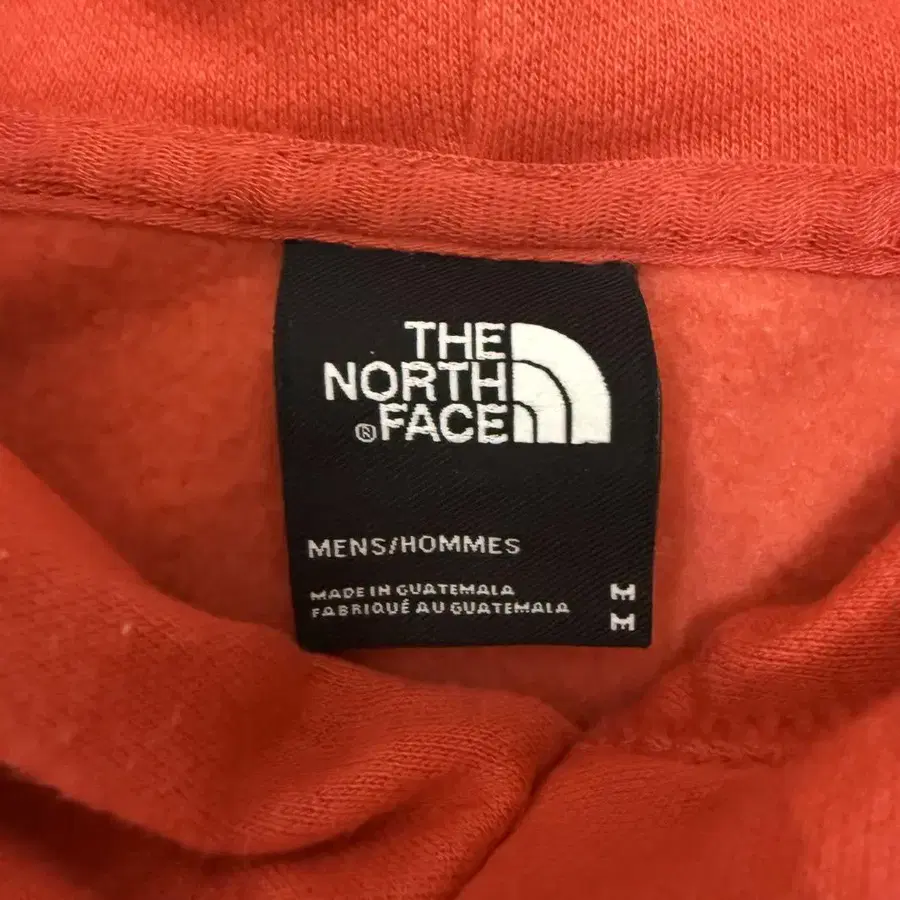 THE
NORTH
® FACE
MENS/HOMMES
MADE IN GUATEMALA M
FABRIQUÉ AU GUATEMALA M